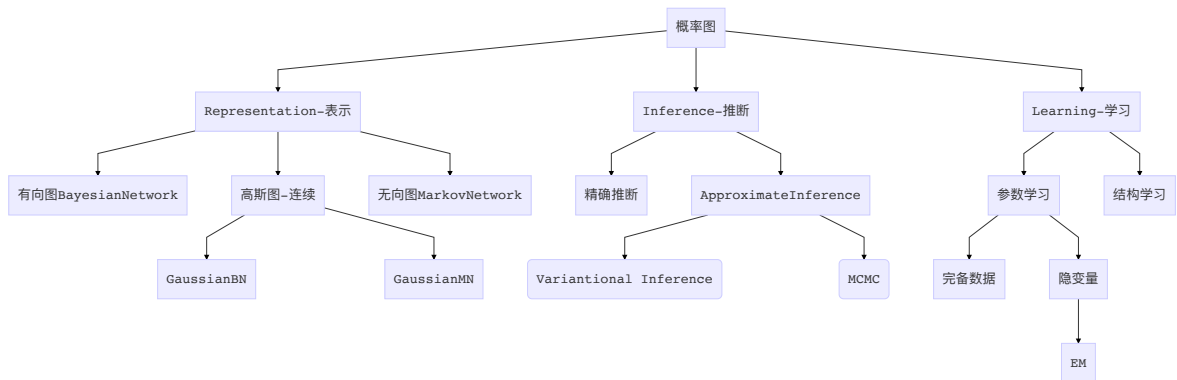 概率图
Representation-表示
Inference-推断
Learning-学习
有向图BayesianNetwork
高斯图-连续
无向图MarkovNetwork
精确推断
ApproximateInference
参数学习
结构学习
GaussianBN
GaussianMN
Variantional Inference
MCMC
完备数据
隐变量
EM